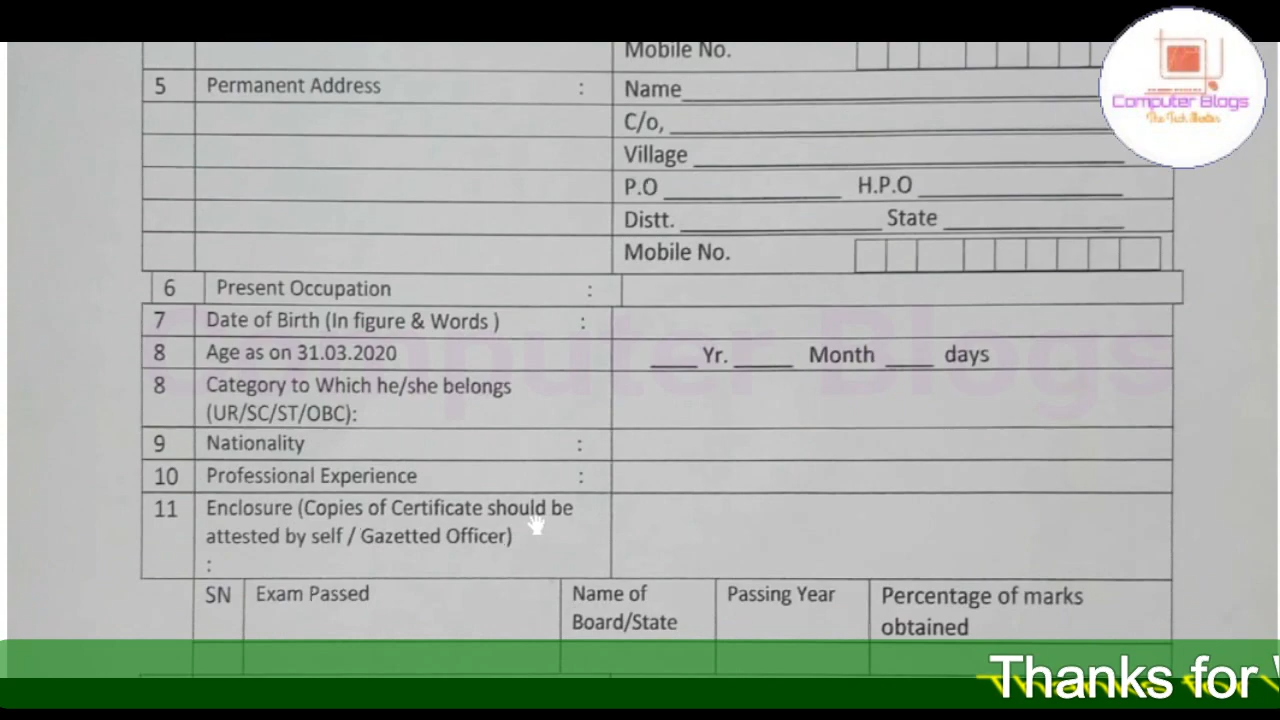 Mobile No.
5 Permanent Address : Name
C/o,
Village
P.O H.P.O
Distt. State
Mobile No.
6 Present Occupation :
7 Date of Birth (In figure & Words ) :
8 Age as on 31.03.2020 Yr. Month days
8 Category to Which he/she belongs
(UR/SC/ST/OBC):
9 Nationality :
10 Professional Experience :
11 Enclosure (Copies of Certificate should be
attested by self / Gazetted Officer)
:
SN Exam Passed Name of
Board/State Passing Year Percentage of marks
obtained
Computer Blogs
Computer Blogs
Thanks for